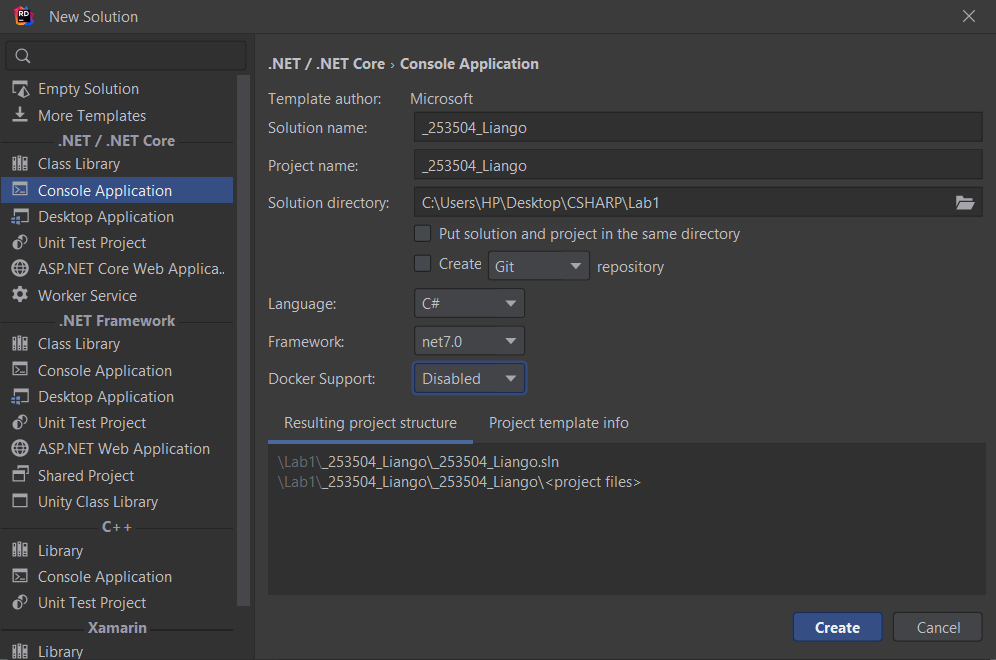 RD
New Solution
Empty Solution
More Templates
.NET / .NET Core
Class Library
Console Application
Desktop Application
Unit Test Project
ASP.NET Core Web Applica..
Worker Service
.NET Framework
Class Library
Console Application
Desktop Application
Unit Test Project
ASP.NET Web Application
Shared Project
Unity Class Library
C++
Library
Console Application
Unit Test Project
Xamarin
Library
.NET / .NET Core › Console Application
Template author: Microsoft
Solution name: _253504_Liango
Project name: _253504_Liango
Solution directory: C:\Users\HP\Desktop\CSHARP\Lab1
Put solution and project in the same directory
Create Git repository
Language: C#
Framework: net7.0
Docker Support: Disabled
Resulting project structure Project template info
\Lab1\_253504_Liango\_253504_Liango.sln
\Lab1\_253504_Liango\_253504_Liango\<project files>
Create Cancel